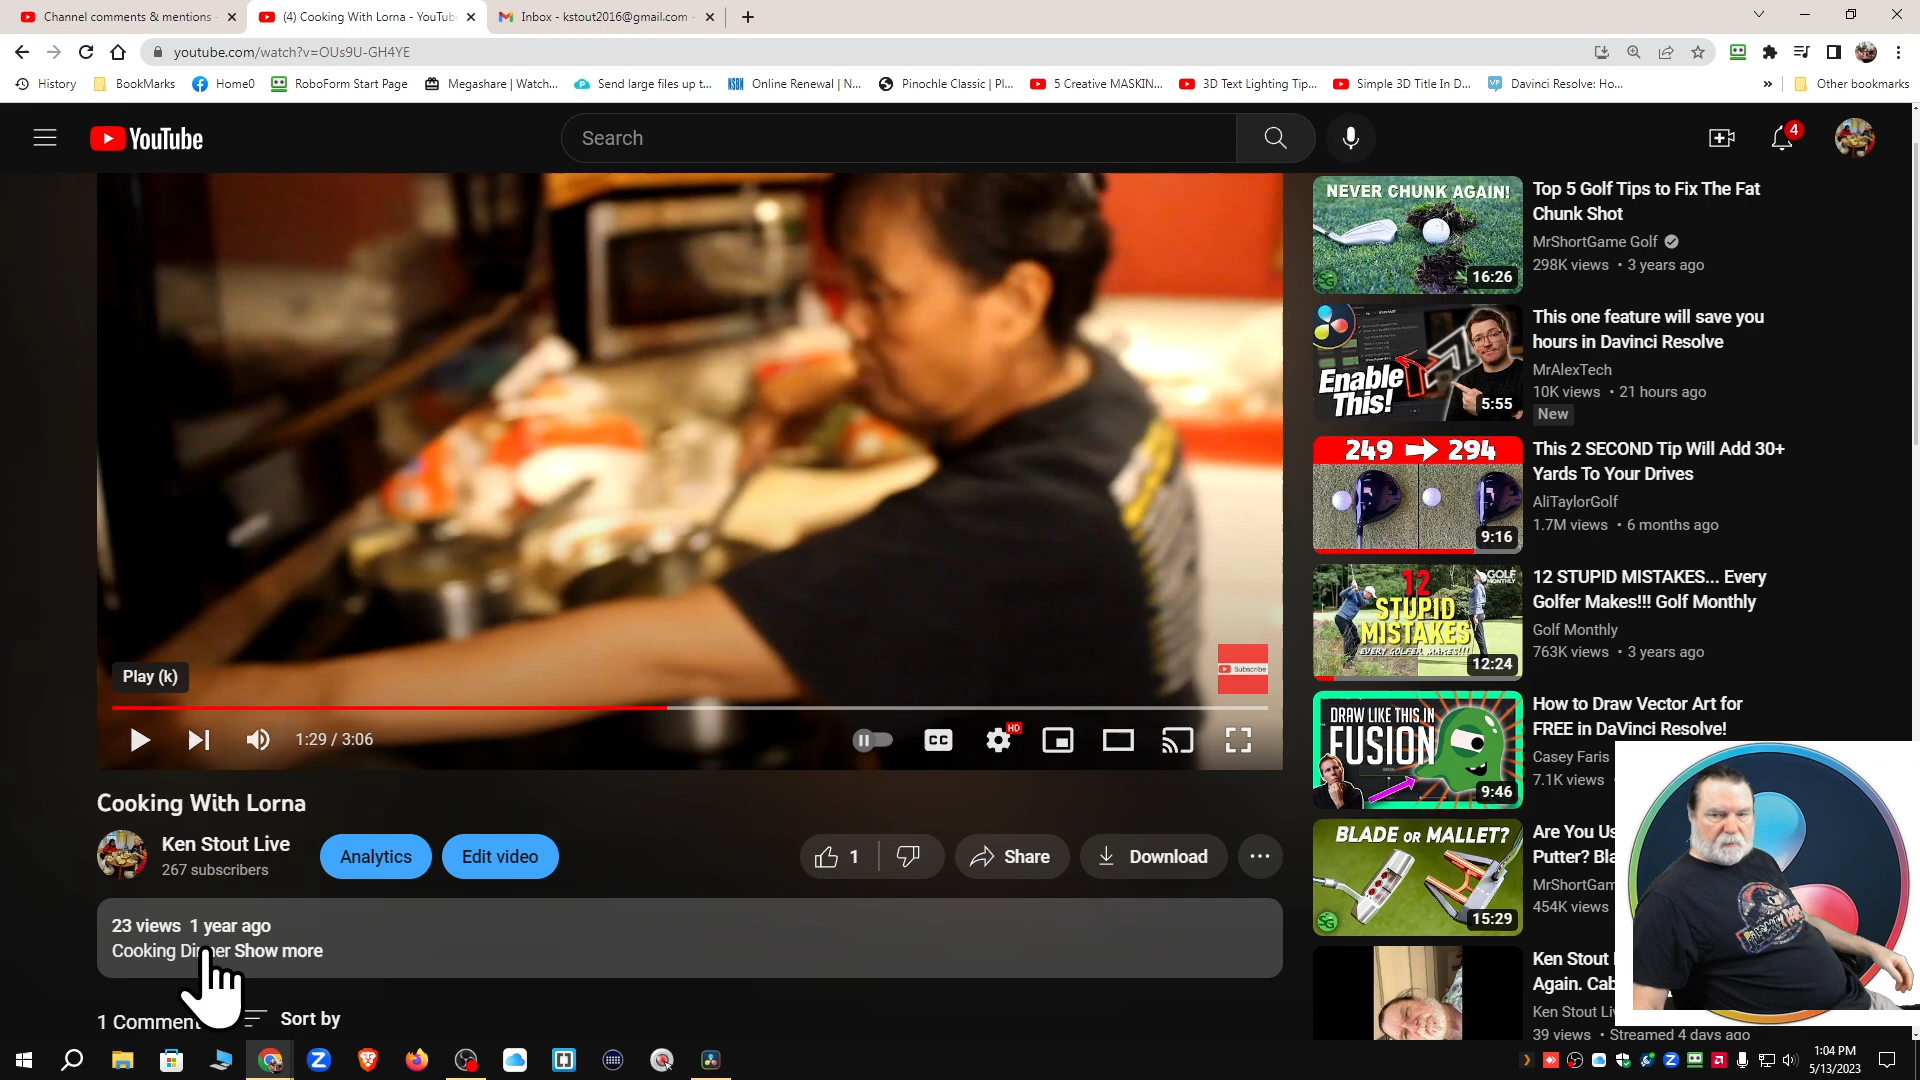 Channel comments & mentions
(4) Cooking With Lorna - YouTube
Inbox - kstout2016@gmail.com -
youtube.com/watch?v=OUs9U-GH4YE
History
BookMarks
Home0
RoboForm Start Page
Megashare | Watch...
Send large files up t...
Online Renewal | N...
Pinochle Classic | Pl...
5 Creative MASKIN...
3D Text Lighting Tip...
Simple 3D Title In D...
Davinci Resolve: Ho...
»
Other bookmarks
YouTube
Search
4
Play (k)
Subscribe
1:29 / 3:06
CC
HD
Cooking With Lorna
Ken Stout Live
267 subscribers
Analytics
Edit video
1
Share
Download
23 views 1 year ago
Cooking Dinner Show more
1 Comment
Sort by
NEVER CHUNK AGAIN!
16:26
Top 5 Golf Tips to Fix The Fat
Chunk Shot
MrShortGame Golf
298K views • 3 years ago
Enable
This!
5:55
This one feature will save you
hours in Davinci Resolve
MrAlexTech
10K views • 21 hours ago
New
249 294
9:16
This 2 SECOND Tip Will Add 30+
Yards To Your Drives
AliTaylorGolf
1.7M views • 6 months ago
12
STUPID
MISTAKES
EVERY GOLFER MAKES!!!
GOLF
MONTHLY
12:24
12 STUPID MISTAKES... Every
Golfer Makes!!! Golf Monthly
Golf Monthly
763K views • 3 years ago
DRAW LIKE THIS IN
FUSION
9:46
How to Draw Vector Art for
FREE in DaVinci Resolve!
Casey Faris
7.1K views
BLADE OR MALLET?
15:29
Are You Us
Putter? Bla
MrShortGam
454K views
Ken Stout
Again. Cab
Ken Stout Liv
39 views • Streamed 4 days ago
1:04 PM
5/13/2023